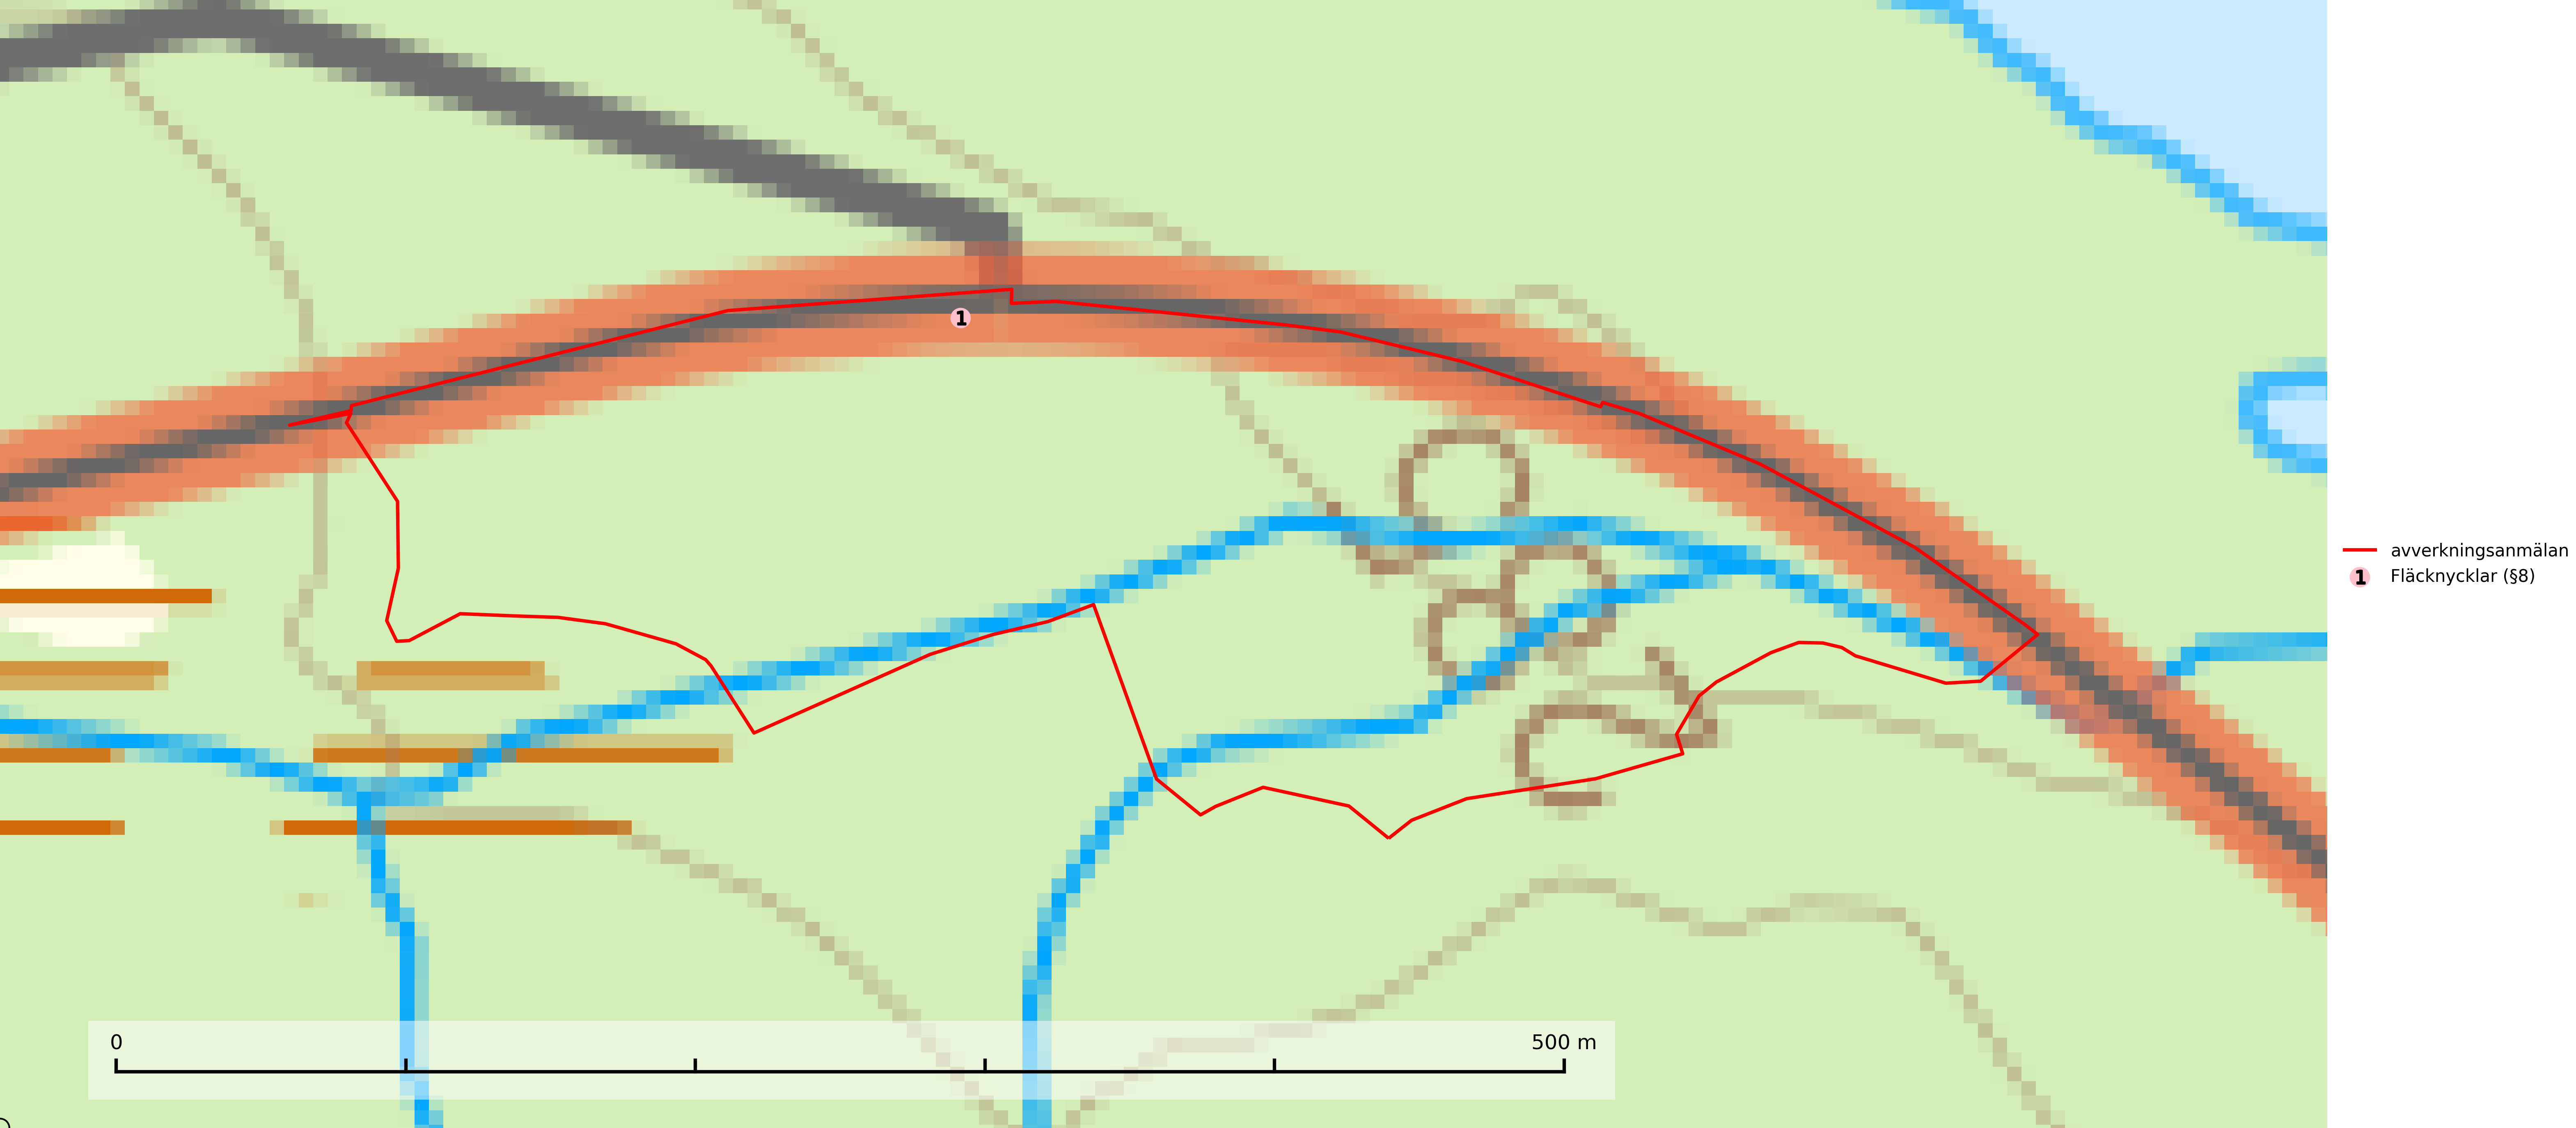 1
avverkningsanmälan
1 Fläcknycklar (§8)
0 500 m